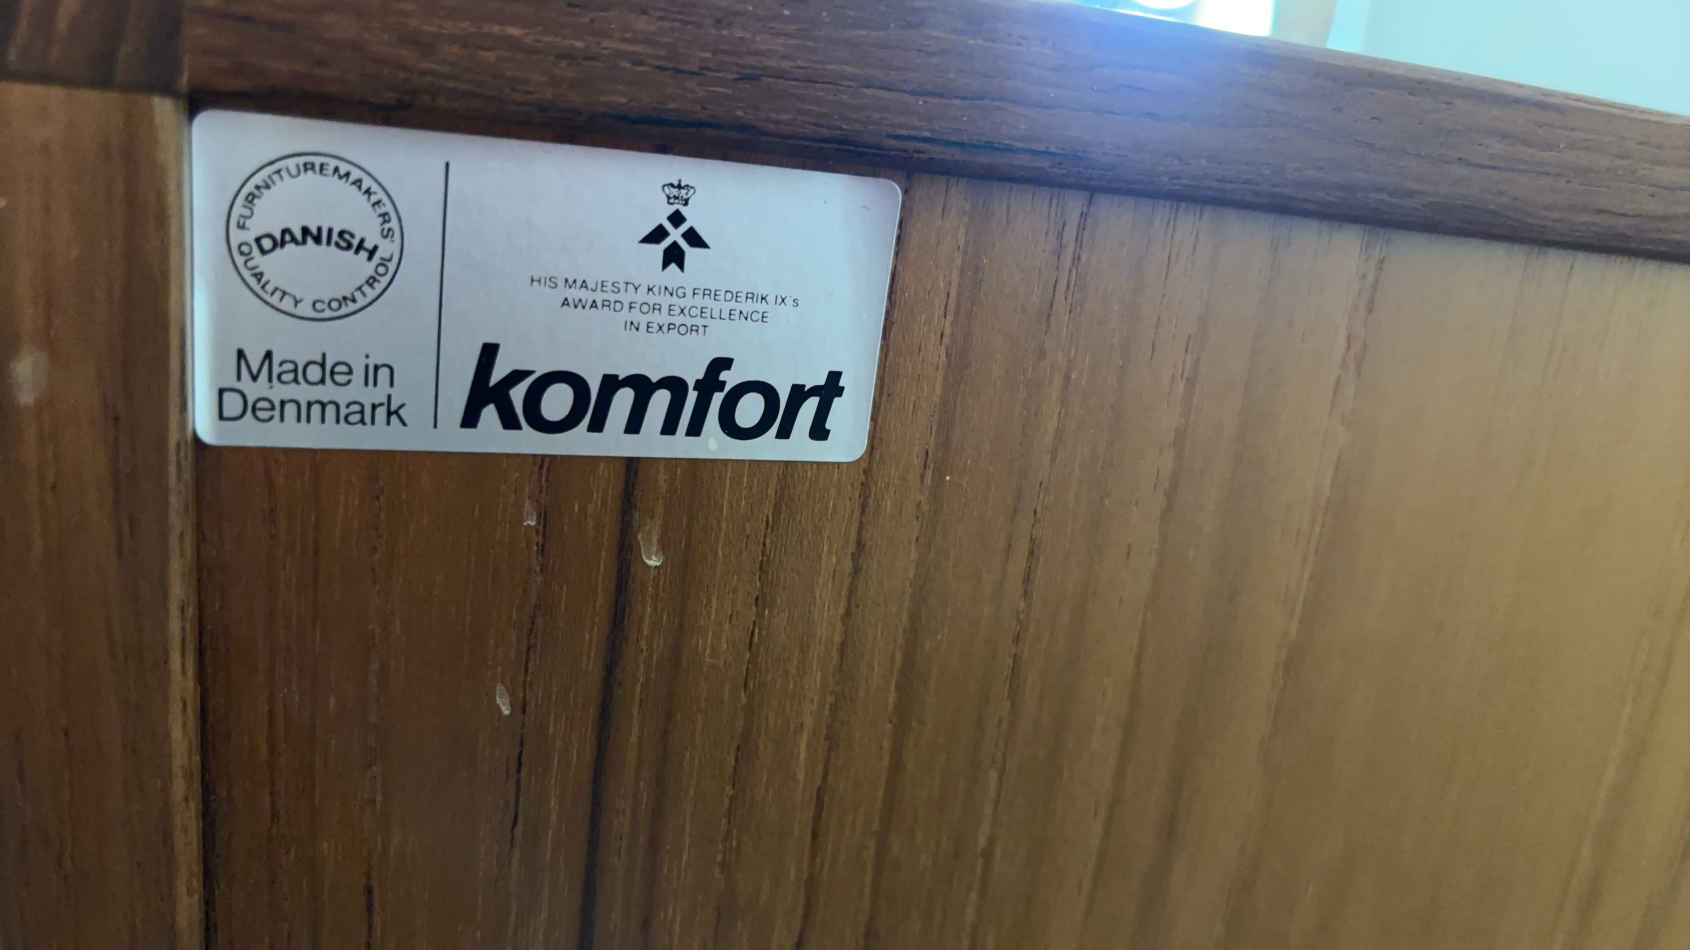 FURNITUREMAKERS'
DANISH
QUALITY CONTROL
Made in
Denmark
HIS MAJESTY KING FREDERIK IX's
AWARD FOR EXCELLENCE
IN EXPORT
komfort